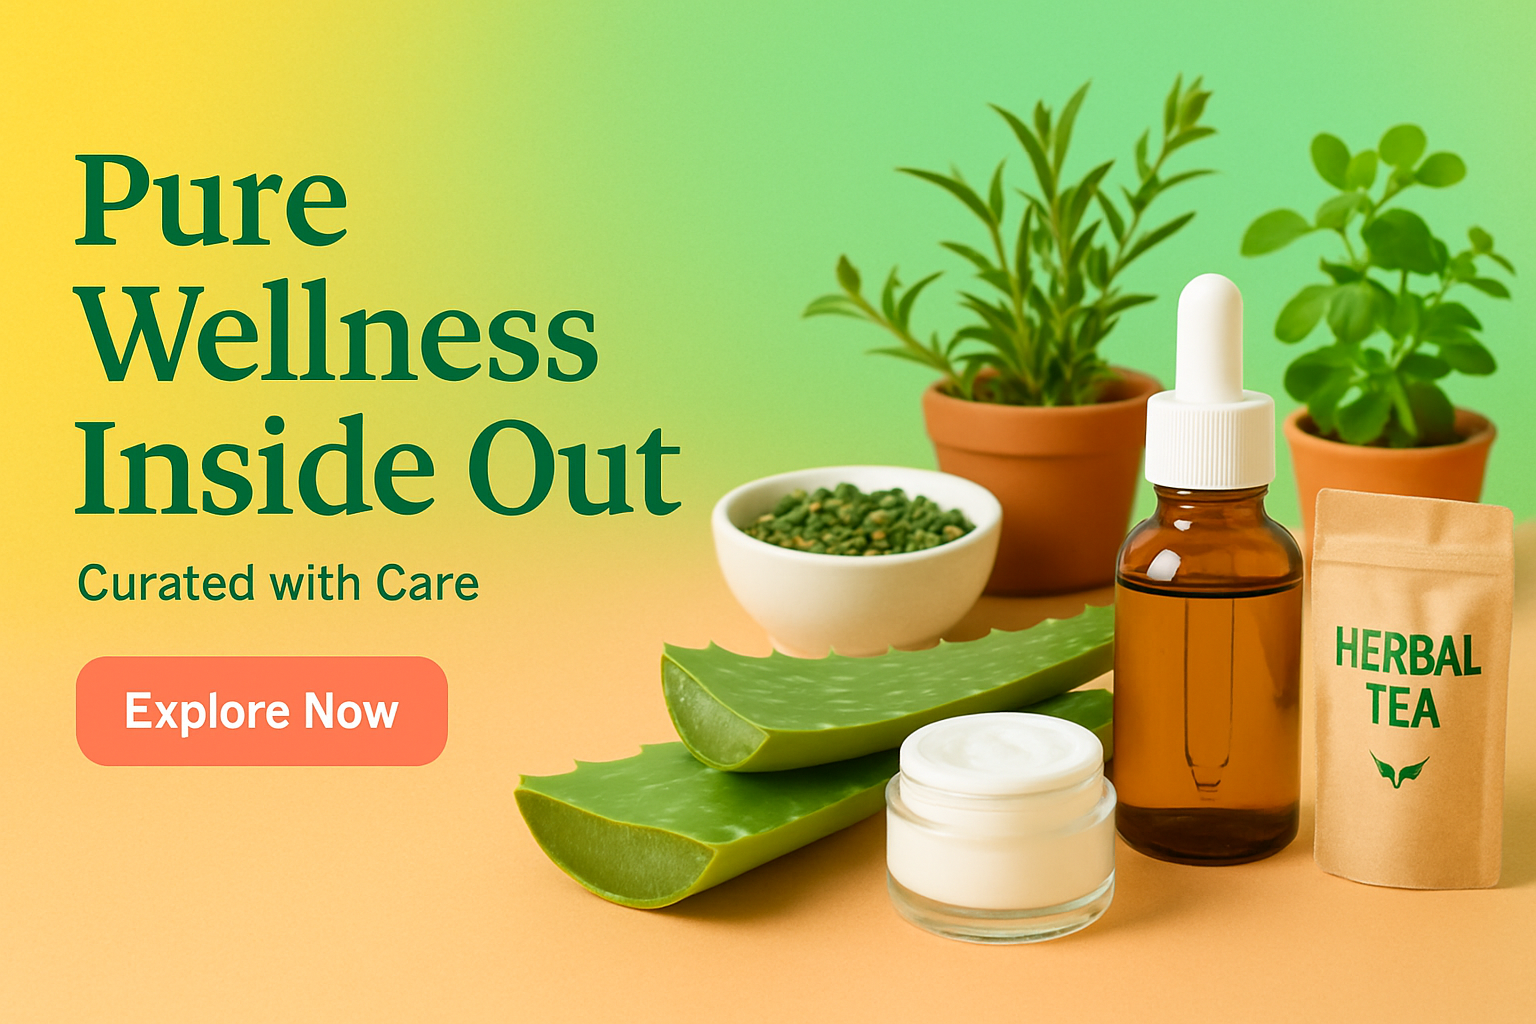 Pure
Wellness
Inside Out
Curated with Care
Explore Now
HERBAL
TEA